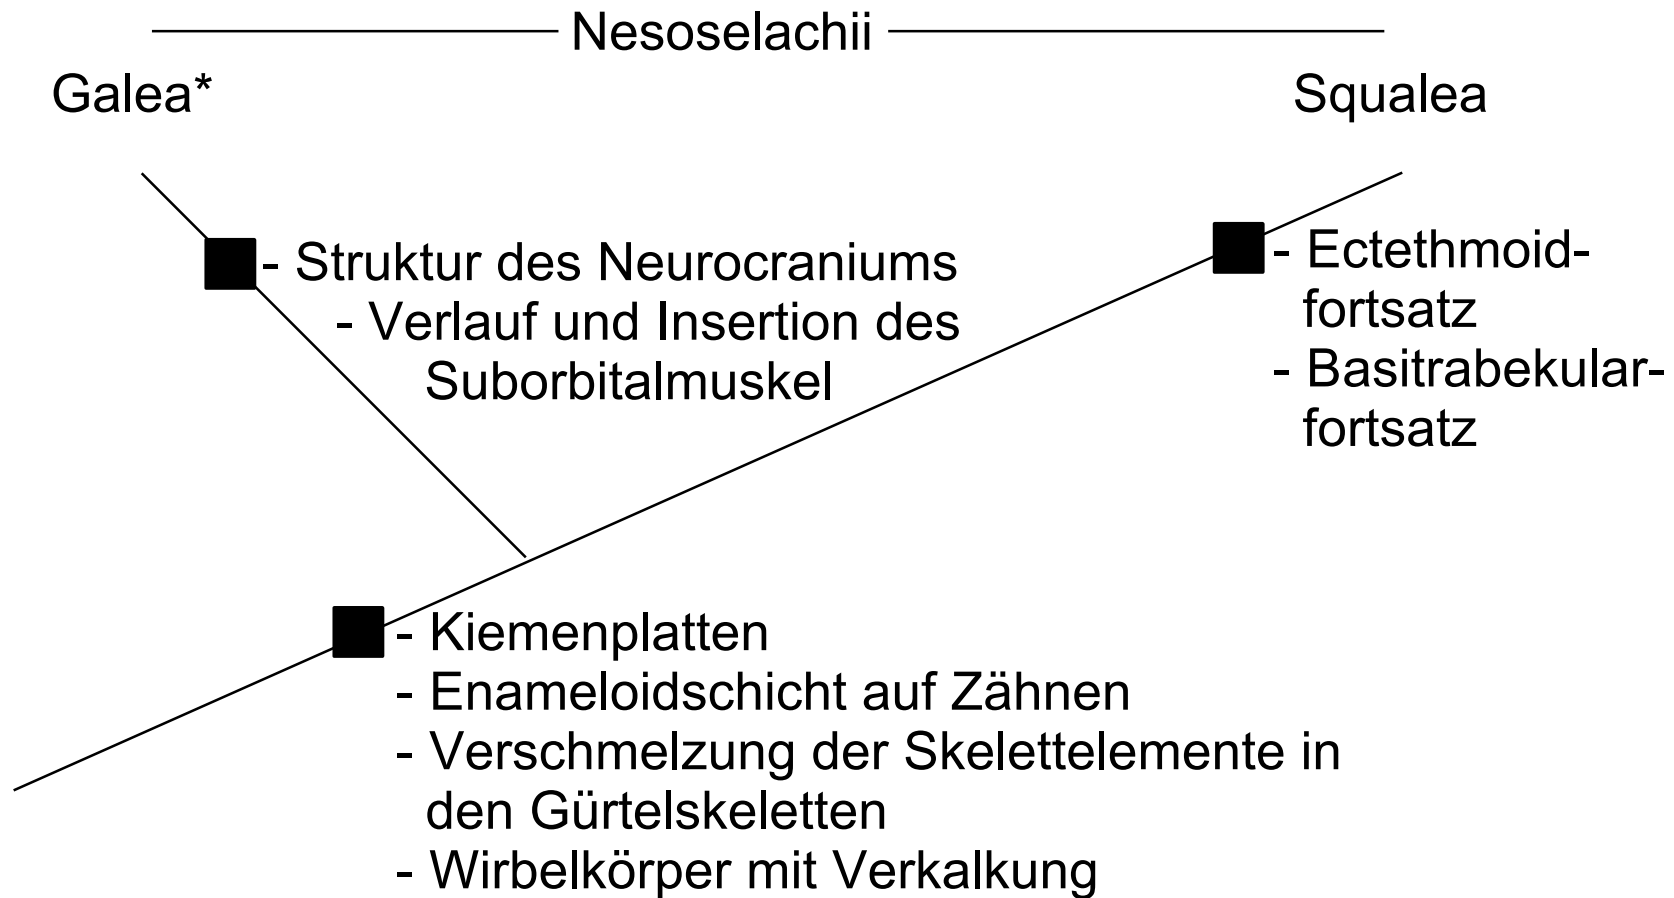 Nesoselachii
Galea*
Squalea
- Struktur des Neurocraniums
- Verlauf und Insertion des
Suborbitalmuskel
- Ectethmoid-
fortsatz
- Basitrabekular-
fortsatz
- Kiemenplatten
- Enameloidschicht auf Zähnen
- Verschmelzung der Skelettelemente in
den Gürtelskeletten
- Wirbelkörper mit Verkalkung